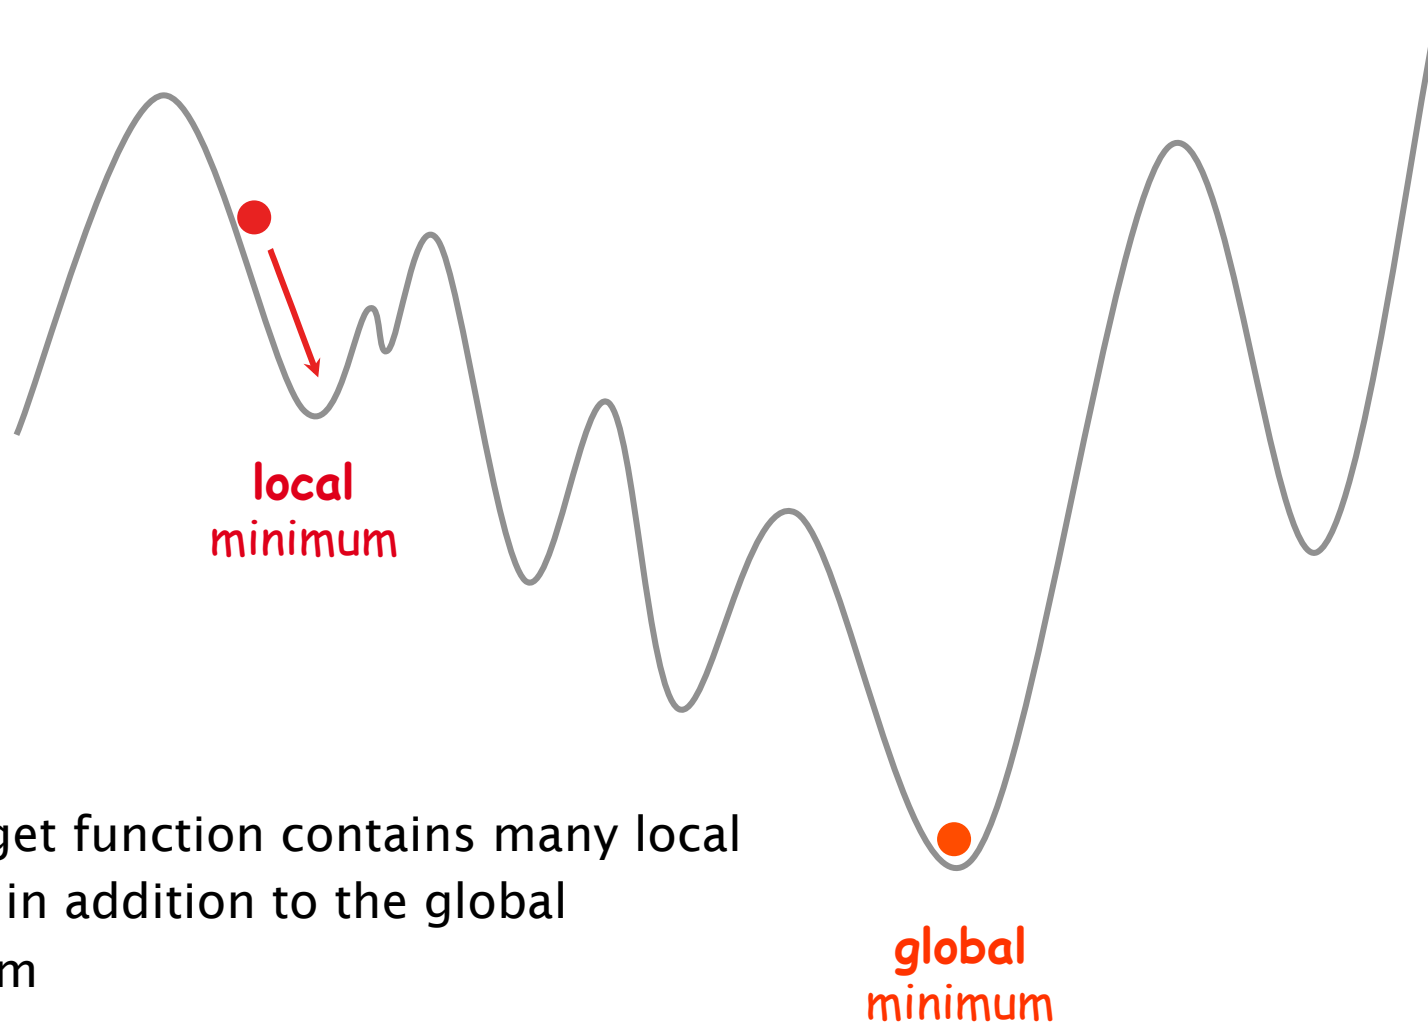 local
minimum
get function contains many local
in addition to the global
m
global
minimum